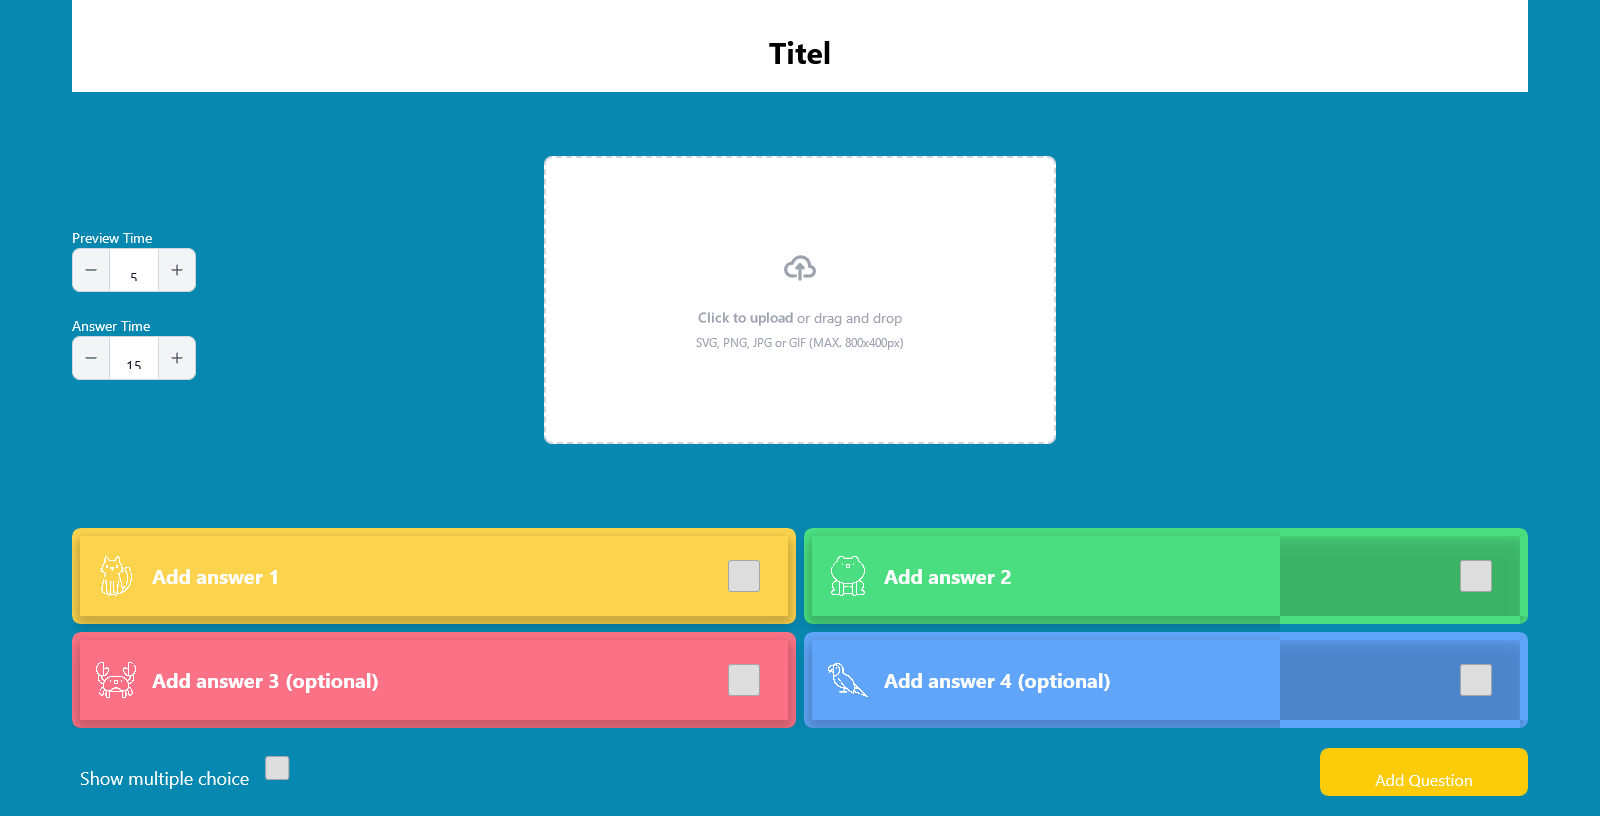 Titel
Preview Time
5
Answer Time
15
Click to upload or drag and drop
SVG, PNG, JPG or GIF (MAX. 800x400px)
Add answer 1
Add answer 2
Add answer 3 (optional)
Add answer 4 (optional)
Show multiple choice
Add Question